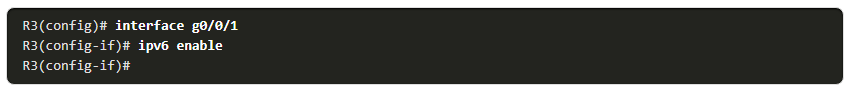 R3(config)# interface g0/0/1
R3(config-if)# ipv6 enable
R3(config-if)#